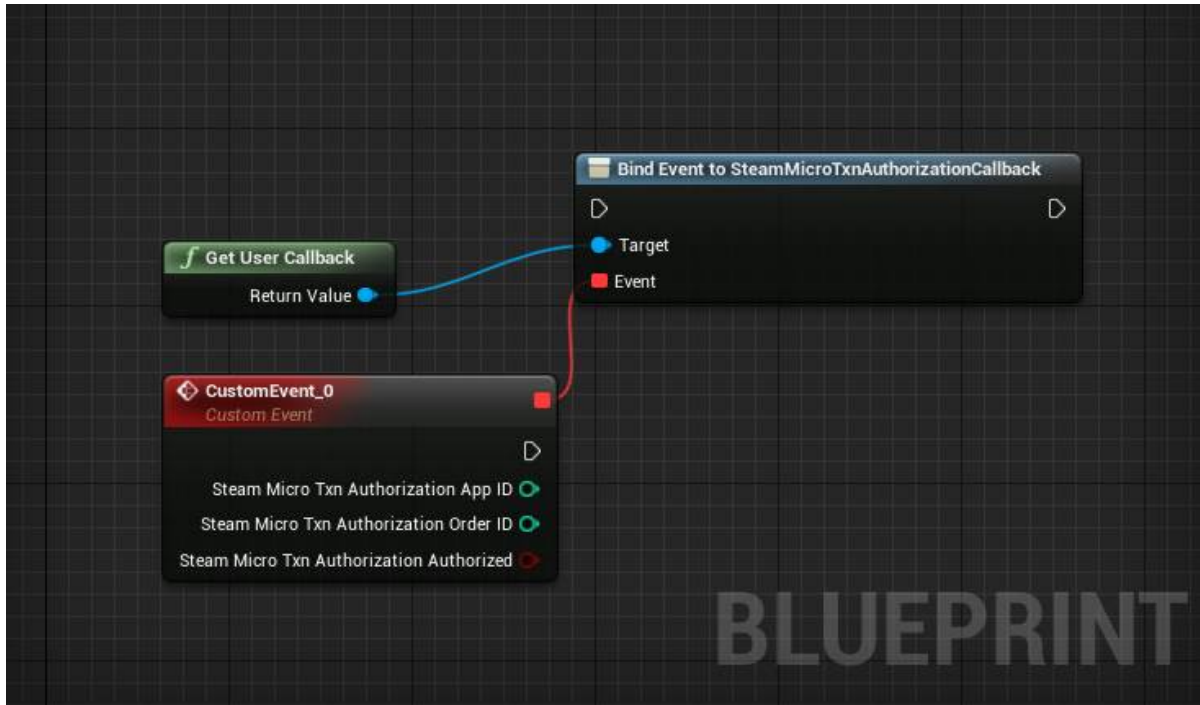 Bind Event to SteamMicroTxnAuthorizationCallback
Target
Event
f Get User Callback
Return Value
CustomEvent_0
Custom Event
Steam Micro Txn Authorization App ID
Steam Micro Txn Authorization Order ID
Steam Micro Txn Authorization Authorized
BLUEPRINT